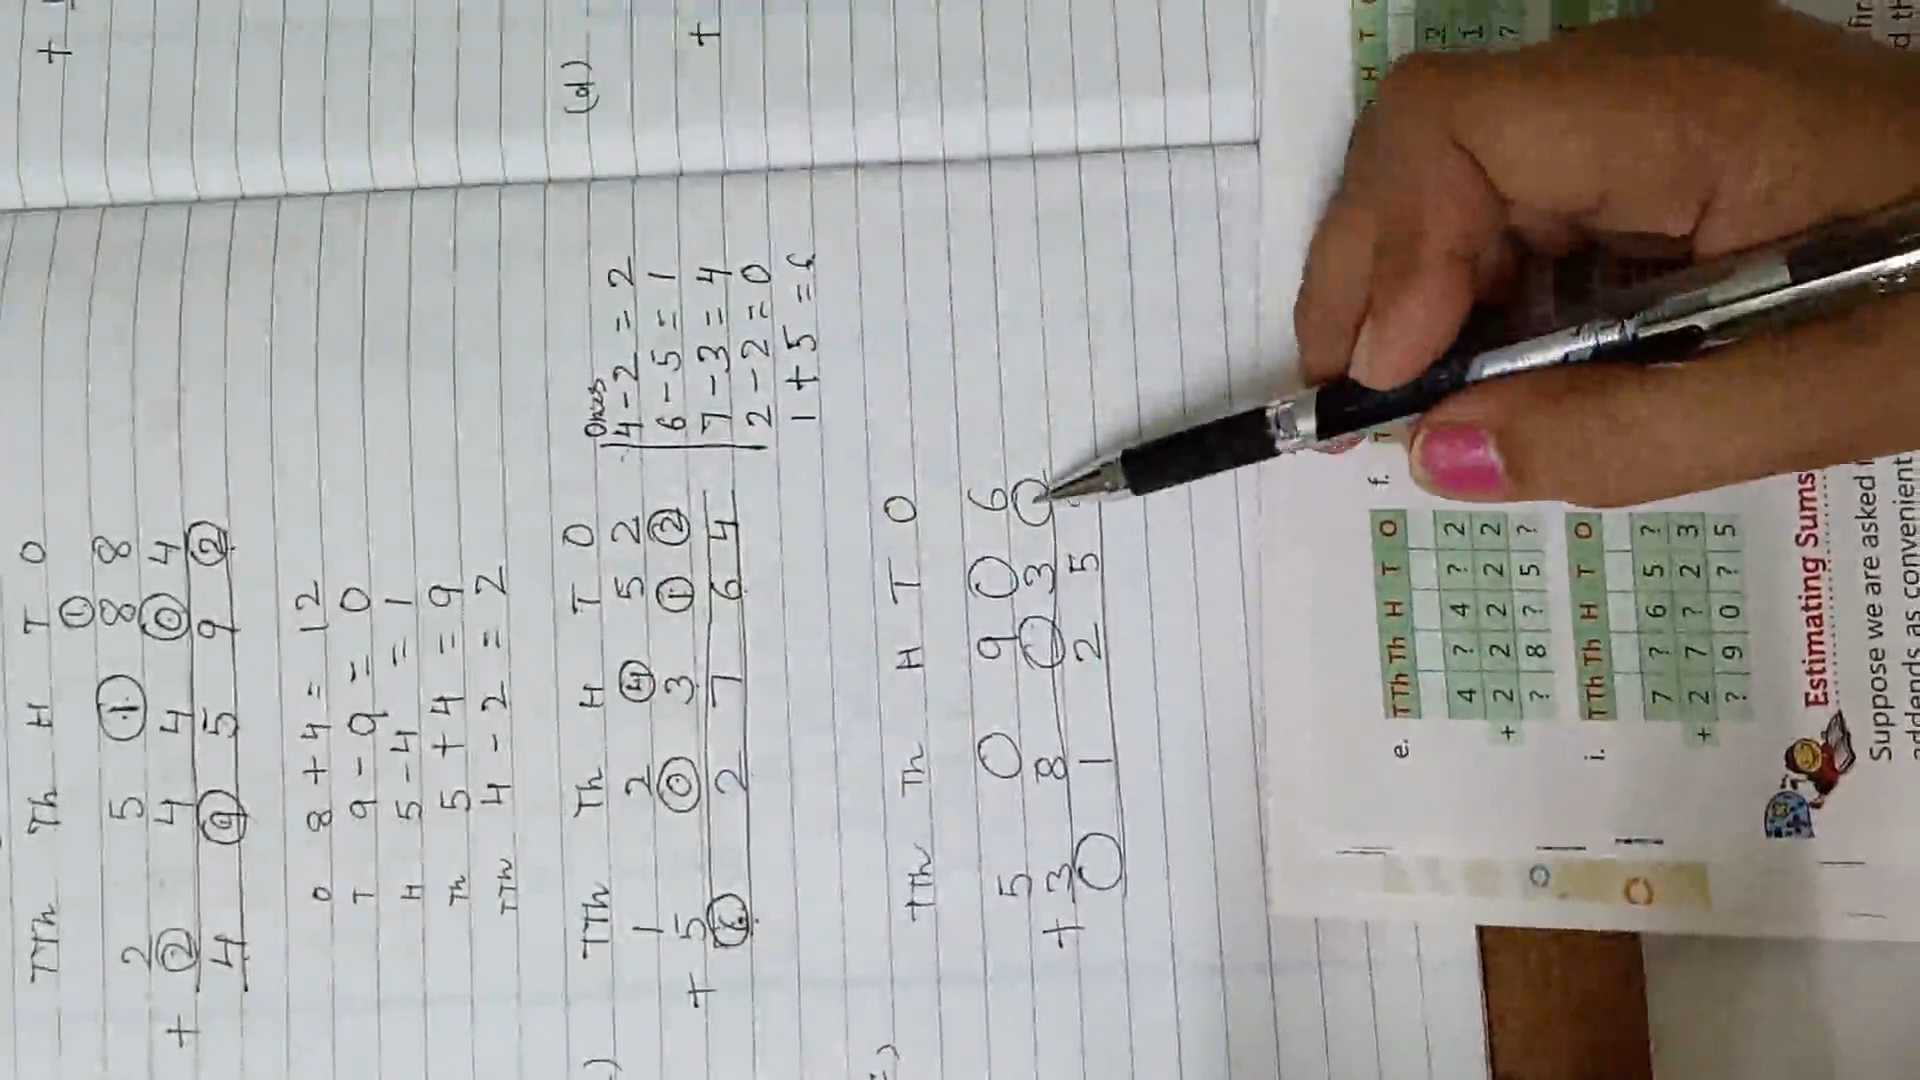 +
(d)
+
TTh Th H T O
①
2 5 ① 8 8
+ ② 4 4 ⓪ 4
4 ⑨ 5 9 ②
O 8 + 4 = 12
T 9 - 9 = 0
H 5 - 4 = 1
Th 5 + 4 = 9
TTh 4 - 2 = 2
TTh Th H T O
1 2 ④ 5 2
+ 5 ⓪ 3 ① ②
⑥ 2 7 6 4
Ones
4 - 2 = 2
6 - 5 = 1
7 - 3 = 4
2 - 2 = 0
1 + 5 = 6
TTh Th H T O
5 0 9 ◯ 6
+ 3 8 ◯ 3 ◯
◯ 1 2 5
e. TTh Th H T O
4 ? 4 ? 2
+ 2 2 2 2 2
? 8 ? 5 ?
f.
i. TTh Th H T O
7 ? 6 5 ?
+ 2 7 ? 2 3
? 9 0 ? 5
H T
Estimating Sums
Suppose we are asked
addends as convenient